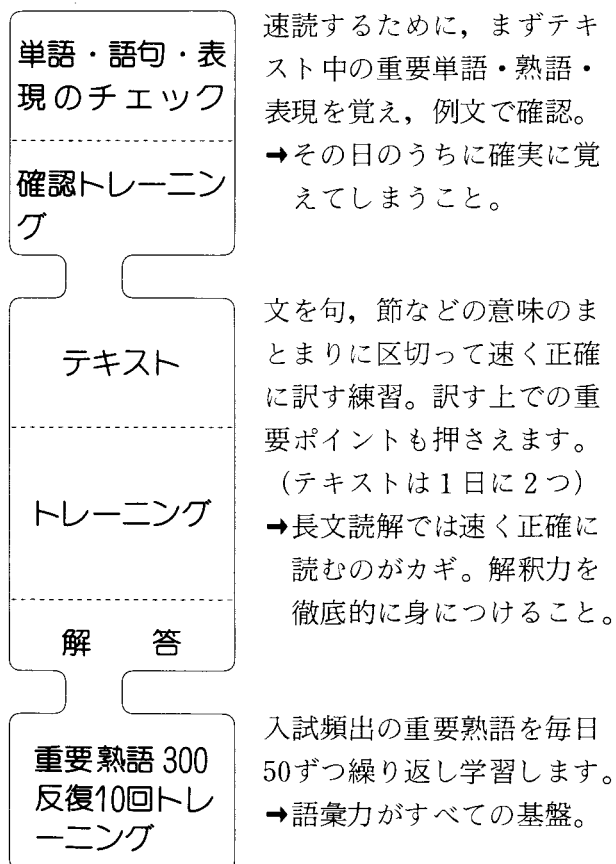 単語・語句・表
現のチェック
確認トレーニン
グ
速読するために，まずテキ
スト中の重要単語・熟語・
表現を覚え，例文で確認。
➡その日のうちに確実に覚
えてしまうこと。
テキスト
トレーニング
解　答
文を句，節などの意味のま
とまりに区切って速く正確
に訳す練習。訳す上での重
要ポイントも押さえます。
（テキストは1日に2つ）
➡長文読解では速く正確に
読むのがカギ。解釈力を
徹底的に身につけること。
重要熟語300
反復10回トレ
ーニング
入試頻出の重要熟語を毎日
50ずつ繰り返し学習します。
➡語彙力がすべての基盤。